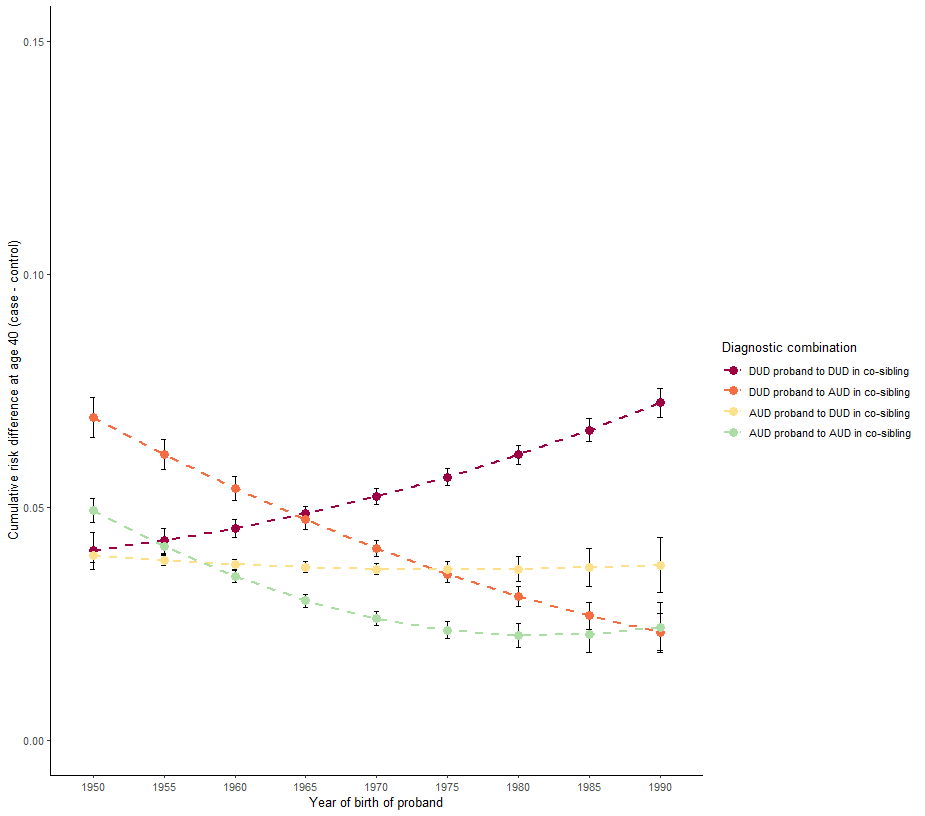 Cumulative risk difference at age 40 (case - control)
0.15
0.10
0.05
0.00
1950 1955 1960 1965 1970 1975 1980 1985 1990
Year of birth of proband
Diagnostic combination
DUD proband to DUD in co-sibling
DUD proband to AUD in co-sibling
AUD proband to DUD in co-sibling
AUD proband to AUD in co-sibling